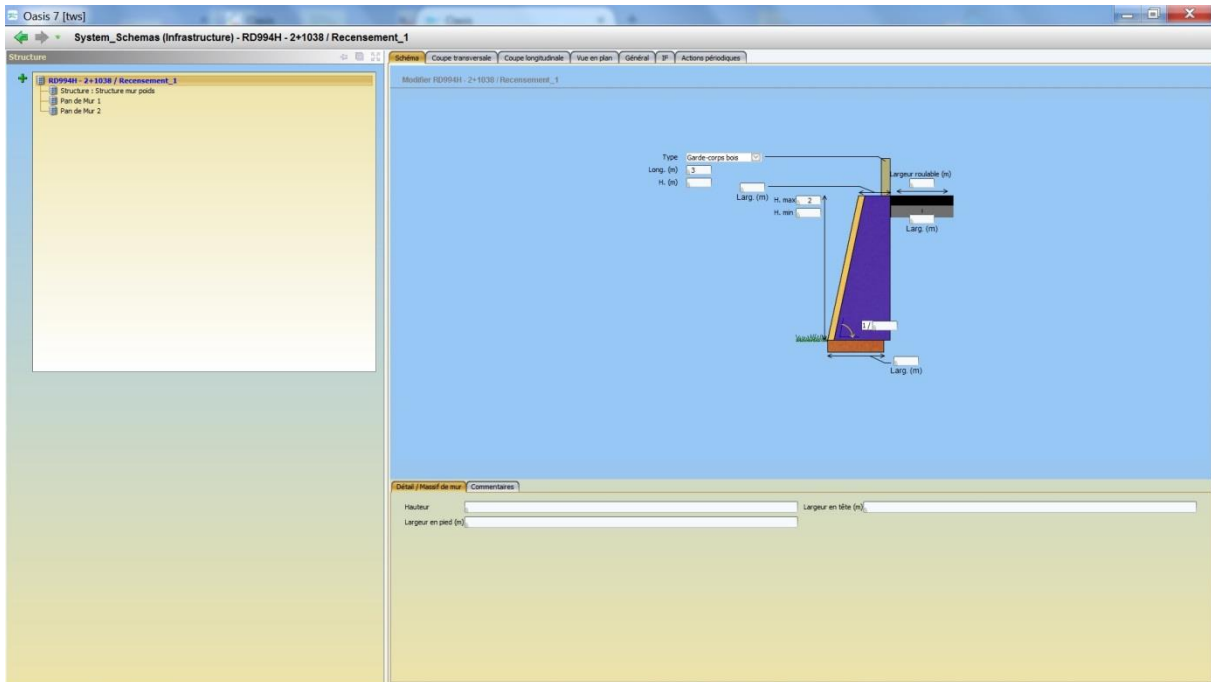 Oasis 7 [tws]
System_Schemas (Infrastructure) - RD994H - 2+1038 / Recensement_1
Structure
RD994H - 2+1038 / Recensement_1
Structure : Structure mur poids
Pan de Mur 1
Pan de Mur 2
Schéma Coupe transversale Coupe longitudinale Vue en plan Général IP Actions périodiques
Modifier RD994H - 2+1038 / Recensement_1
Type Garde-corps bois
Long. (m) 3
H. (m)
Larg. (m)
H. max 2
H. min
Largeur roulable (m)
Larg. (m)
1/
Larg. (m)
Détail / Massif de mur Commentaires
Hauteur Largeur en tête (m)
Largeur en pied (m)